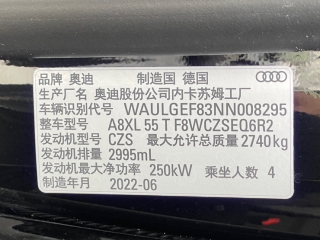 品牌 奥迪 制造国 德国
生产厂名 奥迪股份公司内卡苏姆工厂
车辆识别代号 WAULGEF83NN008295
整车型号 A8XL 55 T F8WCZSEQ6R2
发动机型号 CZS 最大允许总质量 2740kg
发动机排量 2995mL
发动机最大净功率 250kW 乘坐人数 4
制造年月 2022-06